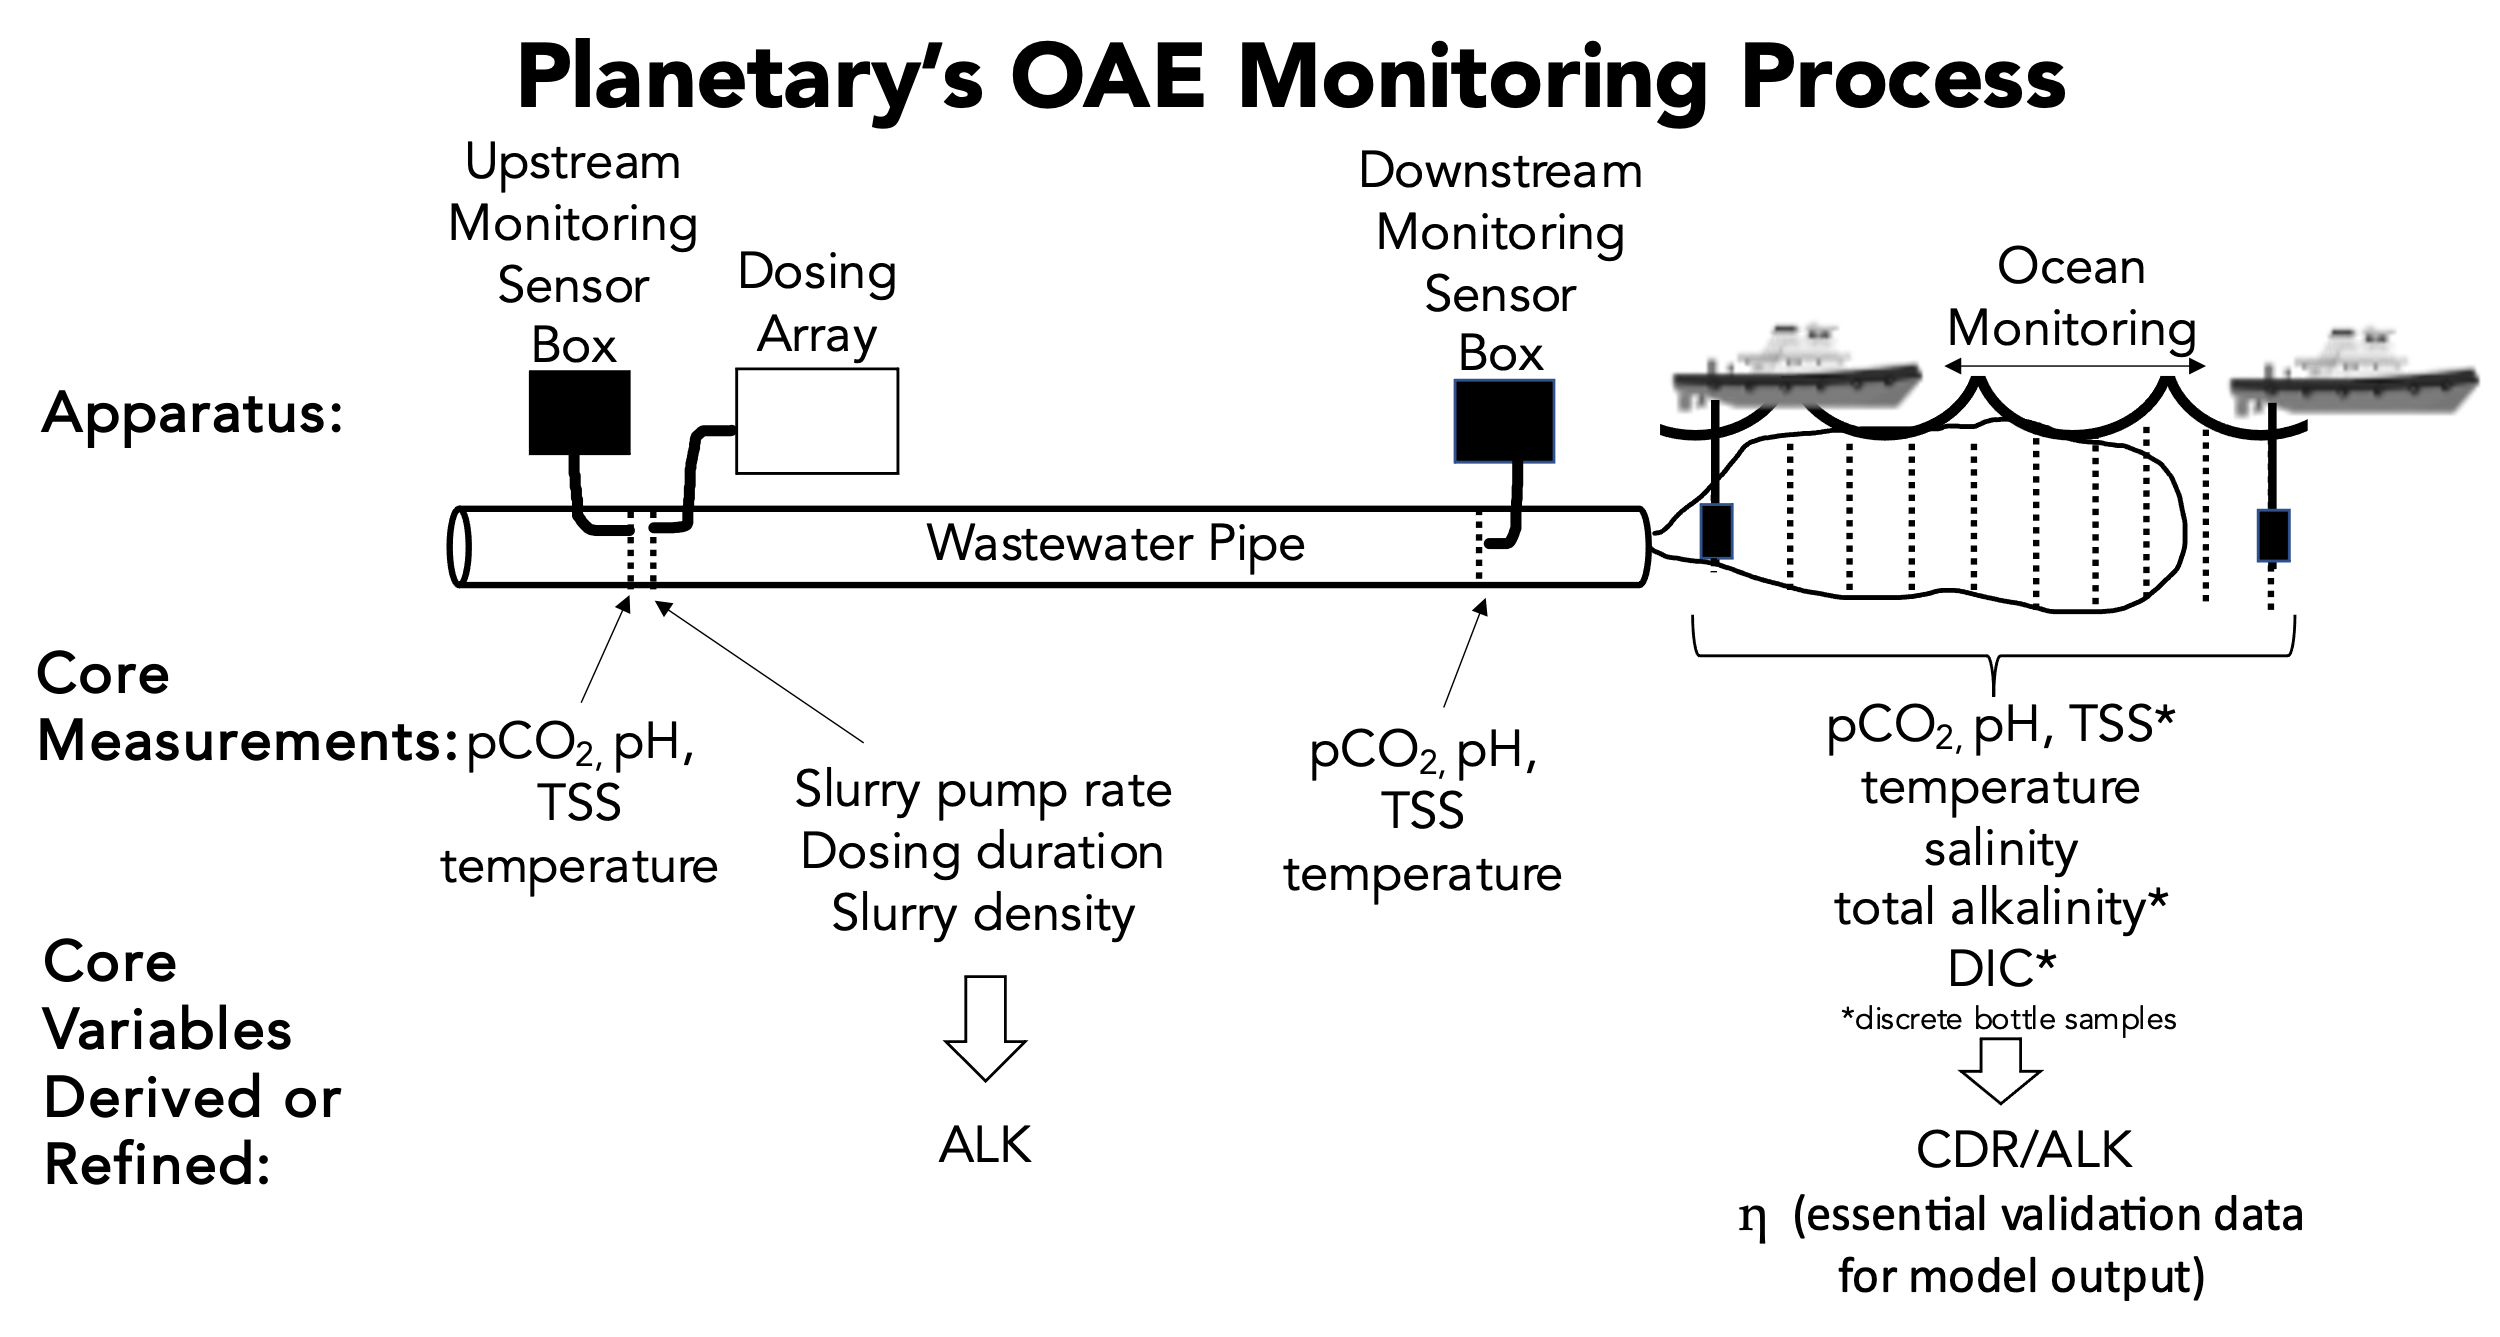 Planetary’s OAE Monitoring Process
Upstream
Monitoring
Sensor
Box
Dosing
Array
Downstream
Monitoring
Sensor
Box
Ocean
Monitoring
Apparatus:
Wastewater Pipe
Core
Measurements:
pCO₂, pH,
TSS
temperature
Slurry pump rate
Dosing duration
Slurry density
pCO₂, pH,
TSS
temperature
pCO₂, pH, TSS*
temperature
salinity
total alkalinity*
DIC*
*discrete bottle samples
Core
Variables
Derived or
Refined:
ALK
CDR/ALK
η (essential validation data
for model output)